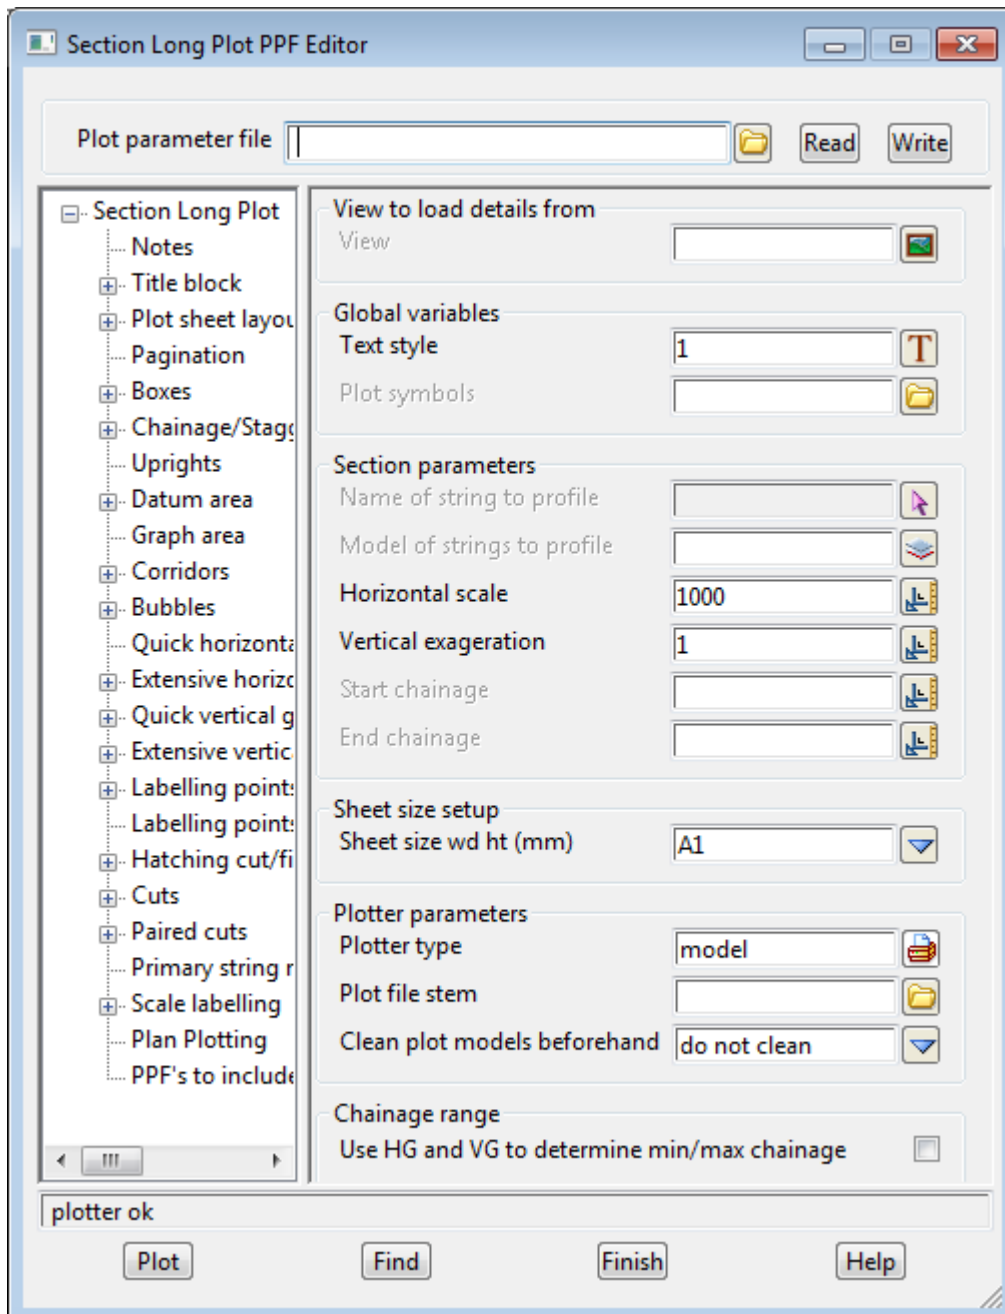 Section Long Plot PPF Editor
Plot parameter file
Read
Write
Section Long Plot
Notes
Title block
Plot sheet layou
Pagination
Boxes
Chainage/Stagg
Uprights
Datum area
Graph area
Corridors
Bubbles
Quick horizonta
Extensive horizo
Quick vertical g
Extensive vertica
Labelling points
Labelling points
Hatching cut/fi
Cuts
Paired cuts
Primary string r
Scale labelling
Plan Plotting
PPF's to include
View to load details from
View
Global variables
Text style 1
Plot symbols
Section parameters
Name of string to profile
Model of strings to profile
Horizontal scale 1000
Vertical exageration 1
Start chainage
End chainage
Sheet size setup
Sheet size wd ht (mm) A1
Plotter parameters
Plotter type model
Plot file stem
Clean plot models beforehand do not clean
Chainage range
Use HG and VG to determine min/max chainage
plotter ok
Plot Find Finish Help